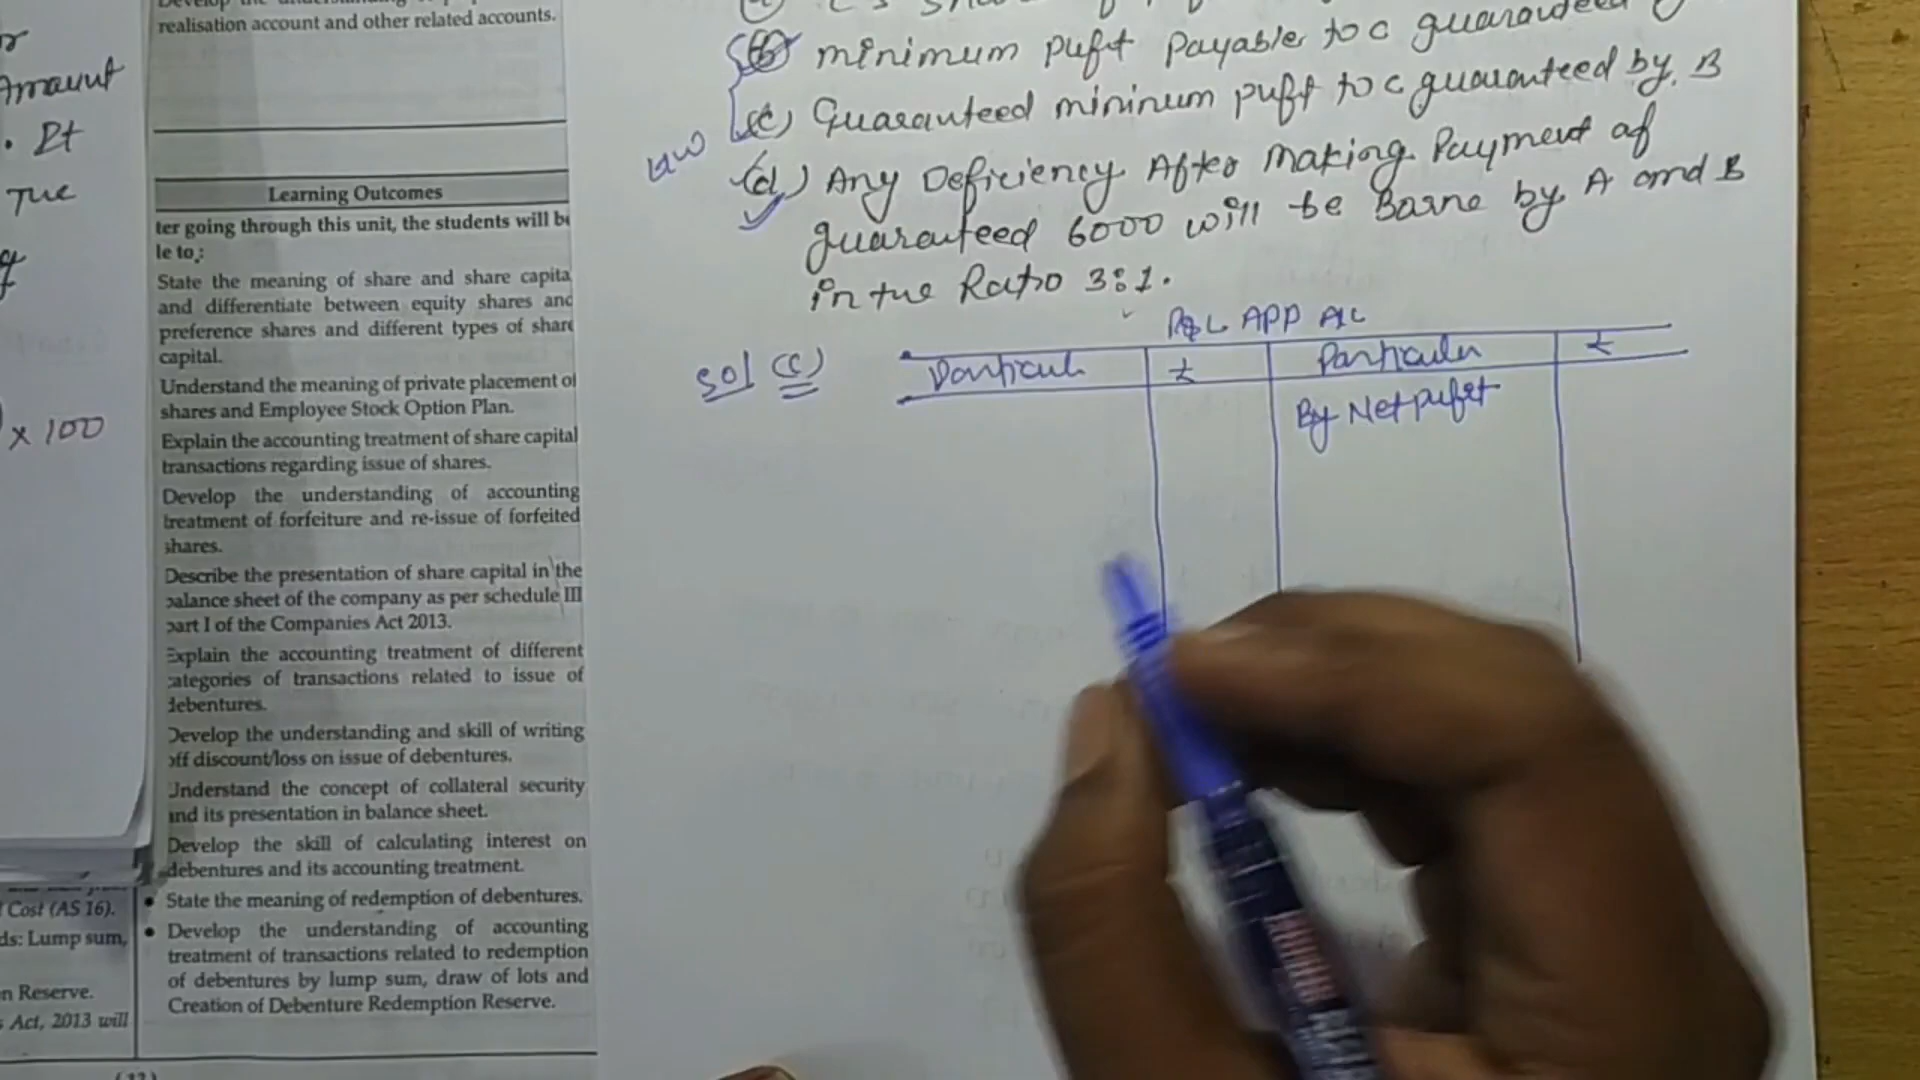 realisation account and other related accounts.
Learning Outcomes
ter going through this unit, the students will be
le to:
State the meaning of share and share capita
and differentiate between equity shares and
preference shares and different types of share
capital.
Understand the meaning of private placement of
shares and Employee Stock Option Plan.
Explain the accounting treatment of share capital
transactions regarding issue of shares.
Develop the understanding of accounting
treatment of forfeiture and re-issue of forfeited
shares.
Describe the presentation of share capital in the
balance sheet of the company as per schedule III
part I of the Companies Act 2013.
Explain the accounting treatment of different
categories of transactions related to issue of
debentures.
Develop the understanding and skill of writing
off discount/loss on issue of debentures.
Understand the concept of collateral security
and its presentation in balance sheet.
Develop the skill of calculating interest on
debentures and its accounting treatment.
• State the meaning of redemption of debentures.
• Develop the understanding of accounting
treatment of transactions related to redemption
of debentures by lump sum, draw of lots and
Creation of Debenture Redemption Reserve.
Amount
. It
The
x 100
Cost (AS 16).
ds: Lump sum,
n Reserve.
s Act, 2013 will
(b) minimum puft Payable to C guaranteed
(c) Guaranteed mininum puft to C guaranteed by B
HW
(d) Any Deficiency After Making Payment of
guaranteed 6000 will be Borne by A and B
in the Ratio 3:1.
P&L APP A/C
Sol (c)
Particul ₹ Particular ₹
By Net puft